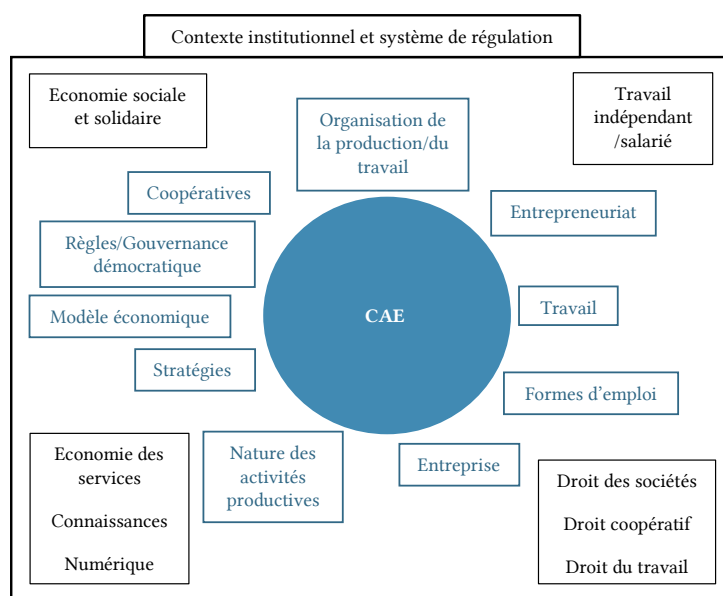 Contexte institutionnel et système de régulation
Economie sociale
et solidaire
Travail
indépendant
/salarié
Organisation de
la production/du
travail
Coopératives
Entrepreneuriat
Règles/Gouvernance
démocratique
Modèle économique
CAE
Travail
Stratégies
Formes d’emploi
Nature des
activités
productives
Entreprise
Economie des
services
Connaissances
Numérique
Droit des sociétés
Droit coopératif
Droit du travail